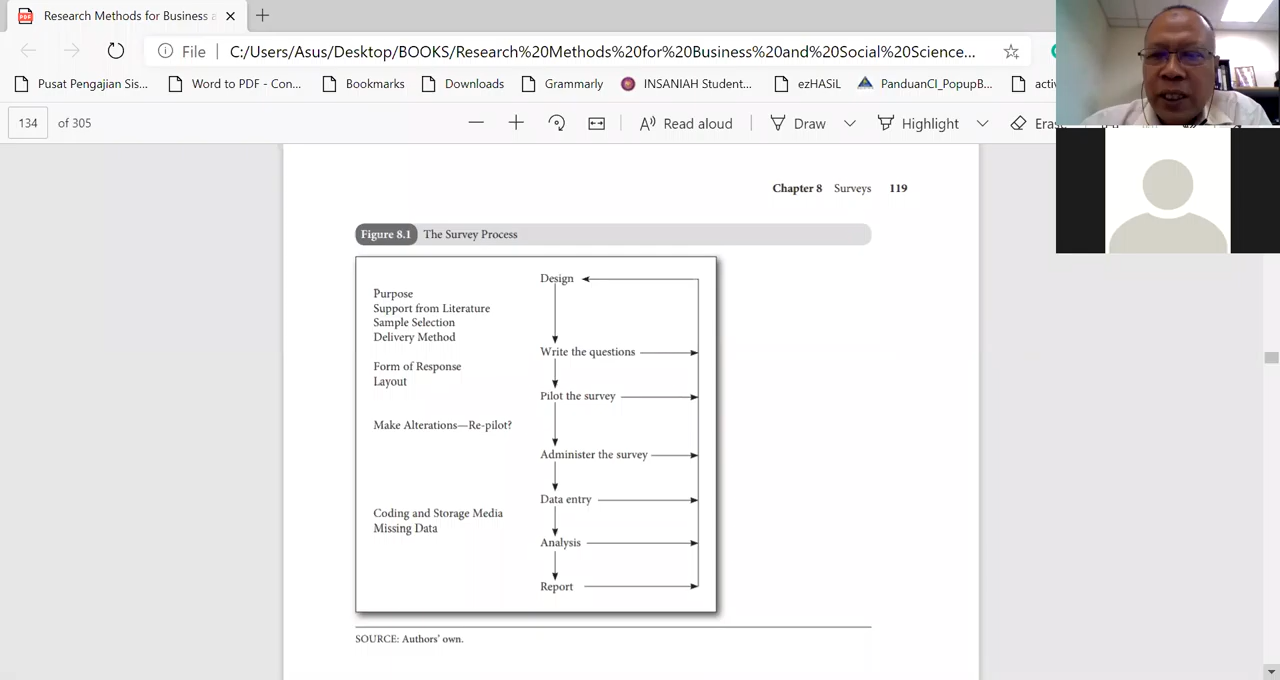 Research Methods for Business a
File C:/Users/Asus/Desktop/BOOKS/Research%20Methods%20for%20Business%20and%20Social%20Science...
Pusat Pengajian Sis... Word to PDF - Con... Bookmarks Downloads Grammarly INSANIAH Student... ezHASiL PanduanCI_PopupB... activ
134 of 305 Read aloud Draw Highlight Eras
Chapter 8 Surveys 119
Figure 8.1 The Survey Process
Design
Purpose
Support from Literature
Sample Selection
Delivery Method
Write the questions
Form of Response
Layout
Pilot the survey
Make Alterations—Re-pilot?
Administer the survey
Data entry
Coding and Storage Media
Missing Data
Analysis
Report
SOURCE: Authors' own.